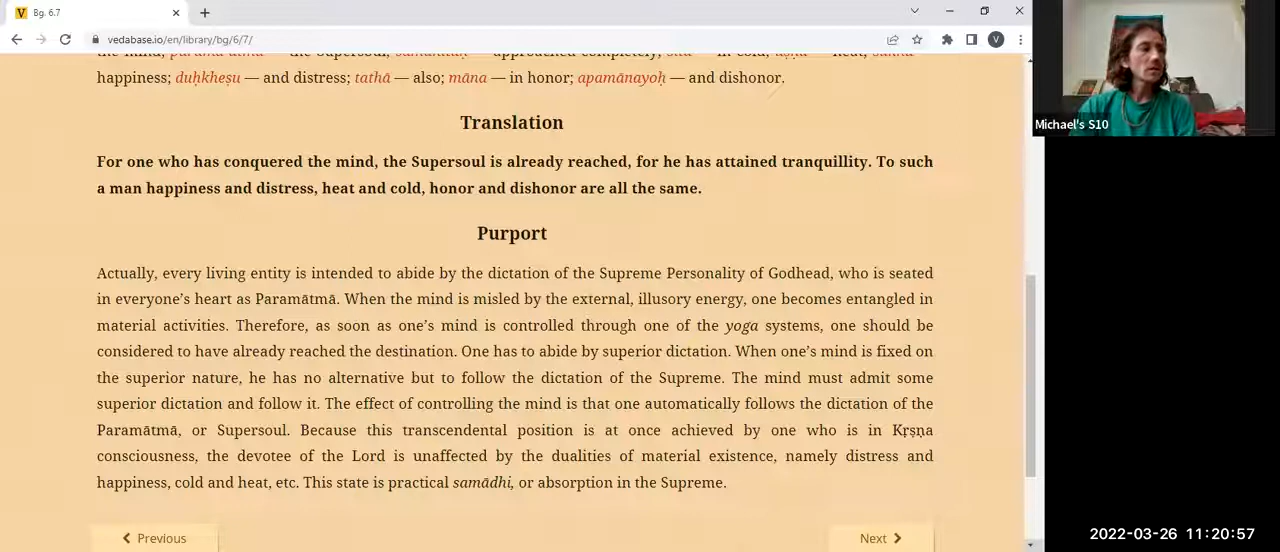 Bg. 6.7
vedabase.io/en/library/bg/6/7/
V
happiness; duḥkheṣu — and distress; tathā — also; māna — in honor; apamānayoḥ — and dishonor.
Translation
For one who has conquered the mind, the Supersoul is already reached, for he has attained tranquillity. To such
a man happiness and distress, heat and cold, honor and dishonor are all the same.
Purport
Actually, every living entity is intended to abide by the dictation of the Supreme Personality of Godhead, who is seated
in everyone’s heart as Paramātmā. When the mind is misled by the external, illusory energy, one becomes entangled in
material activities. Therefore, as soon as one’s mind is controlled through one of the yoga systems, one should be
considered to have already reached the destination. One has to abide by superior dictation. When one’s mind is fixed on
the superior nature, he has no alternative but to follow the dictation of the Supreme. The mind must admit some
superior dictation and follow it. The effect of controlling the mind is that one automatically follows the dictation of the
Paramātmā, or Supersoul. Because this transcendental position is at once achieved by one who is in Kṛṣṇa
consciousness, the devotee of the Lord is unaffected by the dualities of material existence, namely distress and
happiness, cold and heat, etc. This state is practical samādhi, or absorption in the Supreme.
Previous
Next
Michael's S10
2022-03-26 11:20:57